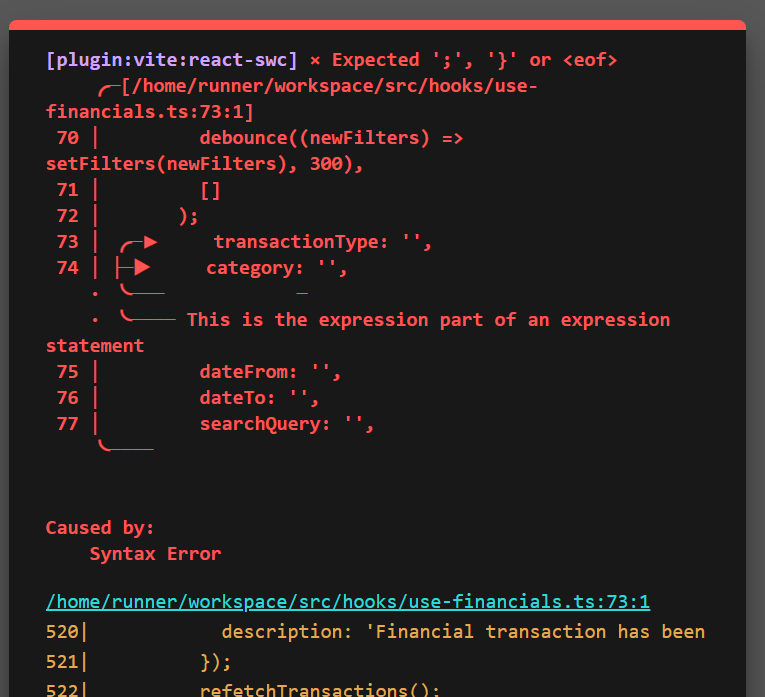 [plugin:vite:react-swc] × Expected ';', '}' or <eof>
╭─[/home/runner/workspace/src/hooks/use-
financials.ts:73:1]
70 │         debounce((newFilters) =>
setFilters(newFilters), 300),
71 │         []
72 │       );
73 │ ╭─▶     transactionType: '',
74 │ ├─▶     category: '',
· ╰───            ─
· ╰──── This is the expression part of an expression
statement
75 │         dateFrom: '',
76 │         dateTo: '',
77 │         searchQuery: '',
╰────
Caused by:
Syntax Error
/home/runner/workspace/src/hooks/use-financials.ts:73:1
520|            description: 'Financial transaction has been
521|          });
522|          refetchTransactions();